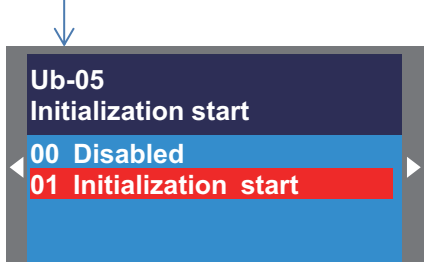 Ub-05
Initialization start
00 Disabled
01 Initialization start